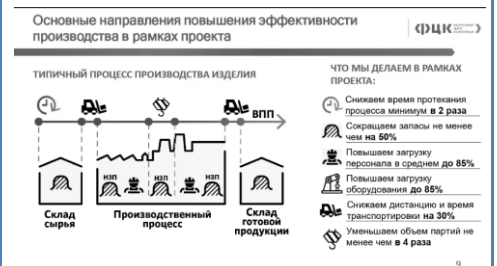 Основные направления повышения эффективности
производства в рамках проекта
ФЦК
ТИПИЧНЫЙ ПРОЦЕСС ПРОИЗВОДСТВА ИЗДЕЛИЯ
ВПП
НЗП
НЗП
НЗП
Склад
сырья
Производственный
процесс
Склад
готовой
продукции
ЧТО МЫ ДЕЛАЕМ В РАМКАХ
ПРОЕКТА:
Снижаем время протекания
процесса минимум в 2 раза
Сокращаем запасы не менее
чем на 50%
Повышаем загрузку
персонала в среднем до 85%
Повышаем загрузку
оборудования до 85%
Снижаем дистанцию и время
транспортировки на 30%
Уменьшаем объем партий не
менее чем в 4 раза
9